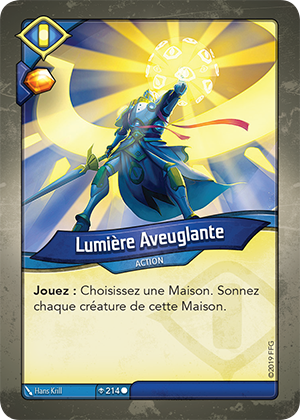 Lumière Aveuglante
ACTION
Jouez : Choisissez une Maison. Sonnez
chaque créature de cette Maison.
©2019 FFG
Hans Krill
214